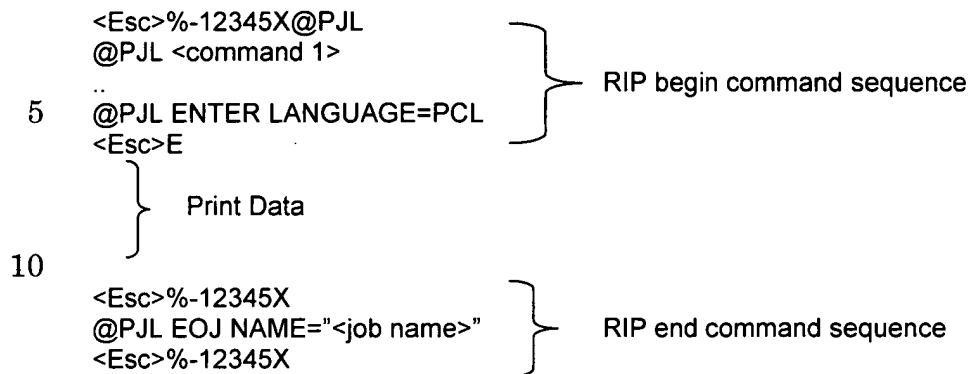 <Esc>%-12345X@PJL
@PJL <command 1>
..
RIP begin command sequence
5 @PJL ENTER LANGUAGE=PCL
<Esc>E
Print Data
10
<Esc>%-12345X
@PJL EOJ NAME="<job name>"
RIP end command sequence
<Esc>%-12345X